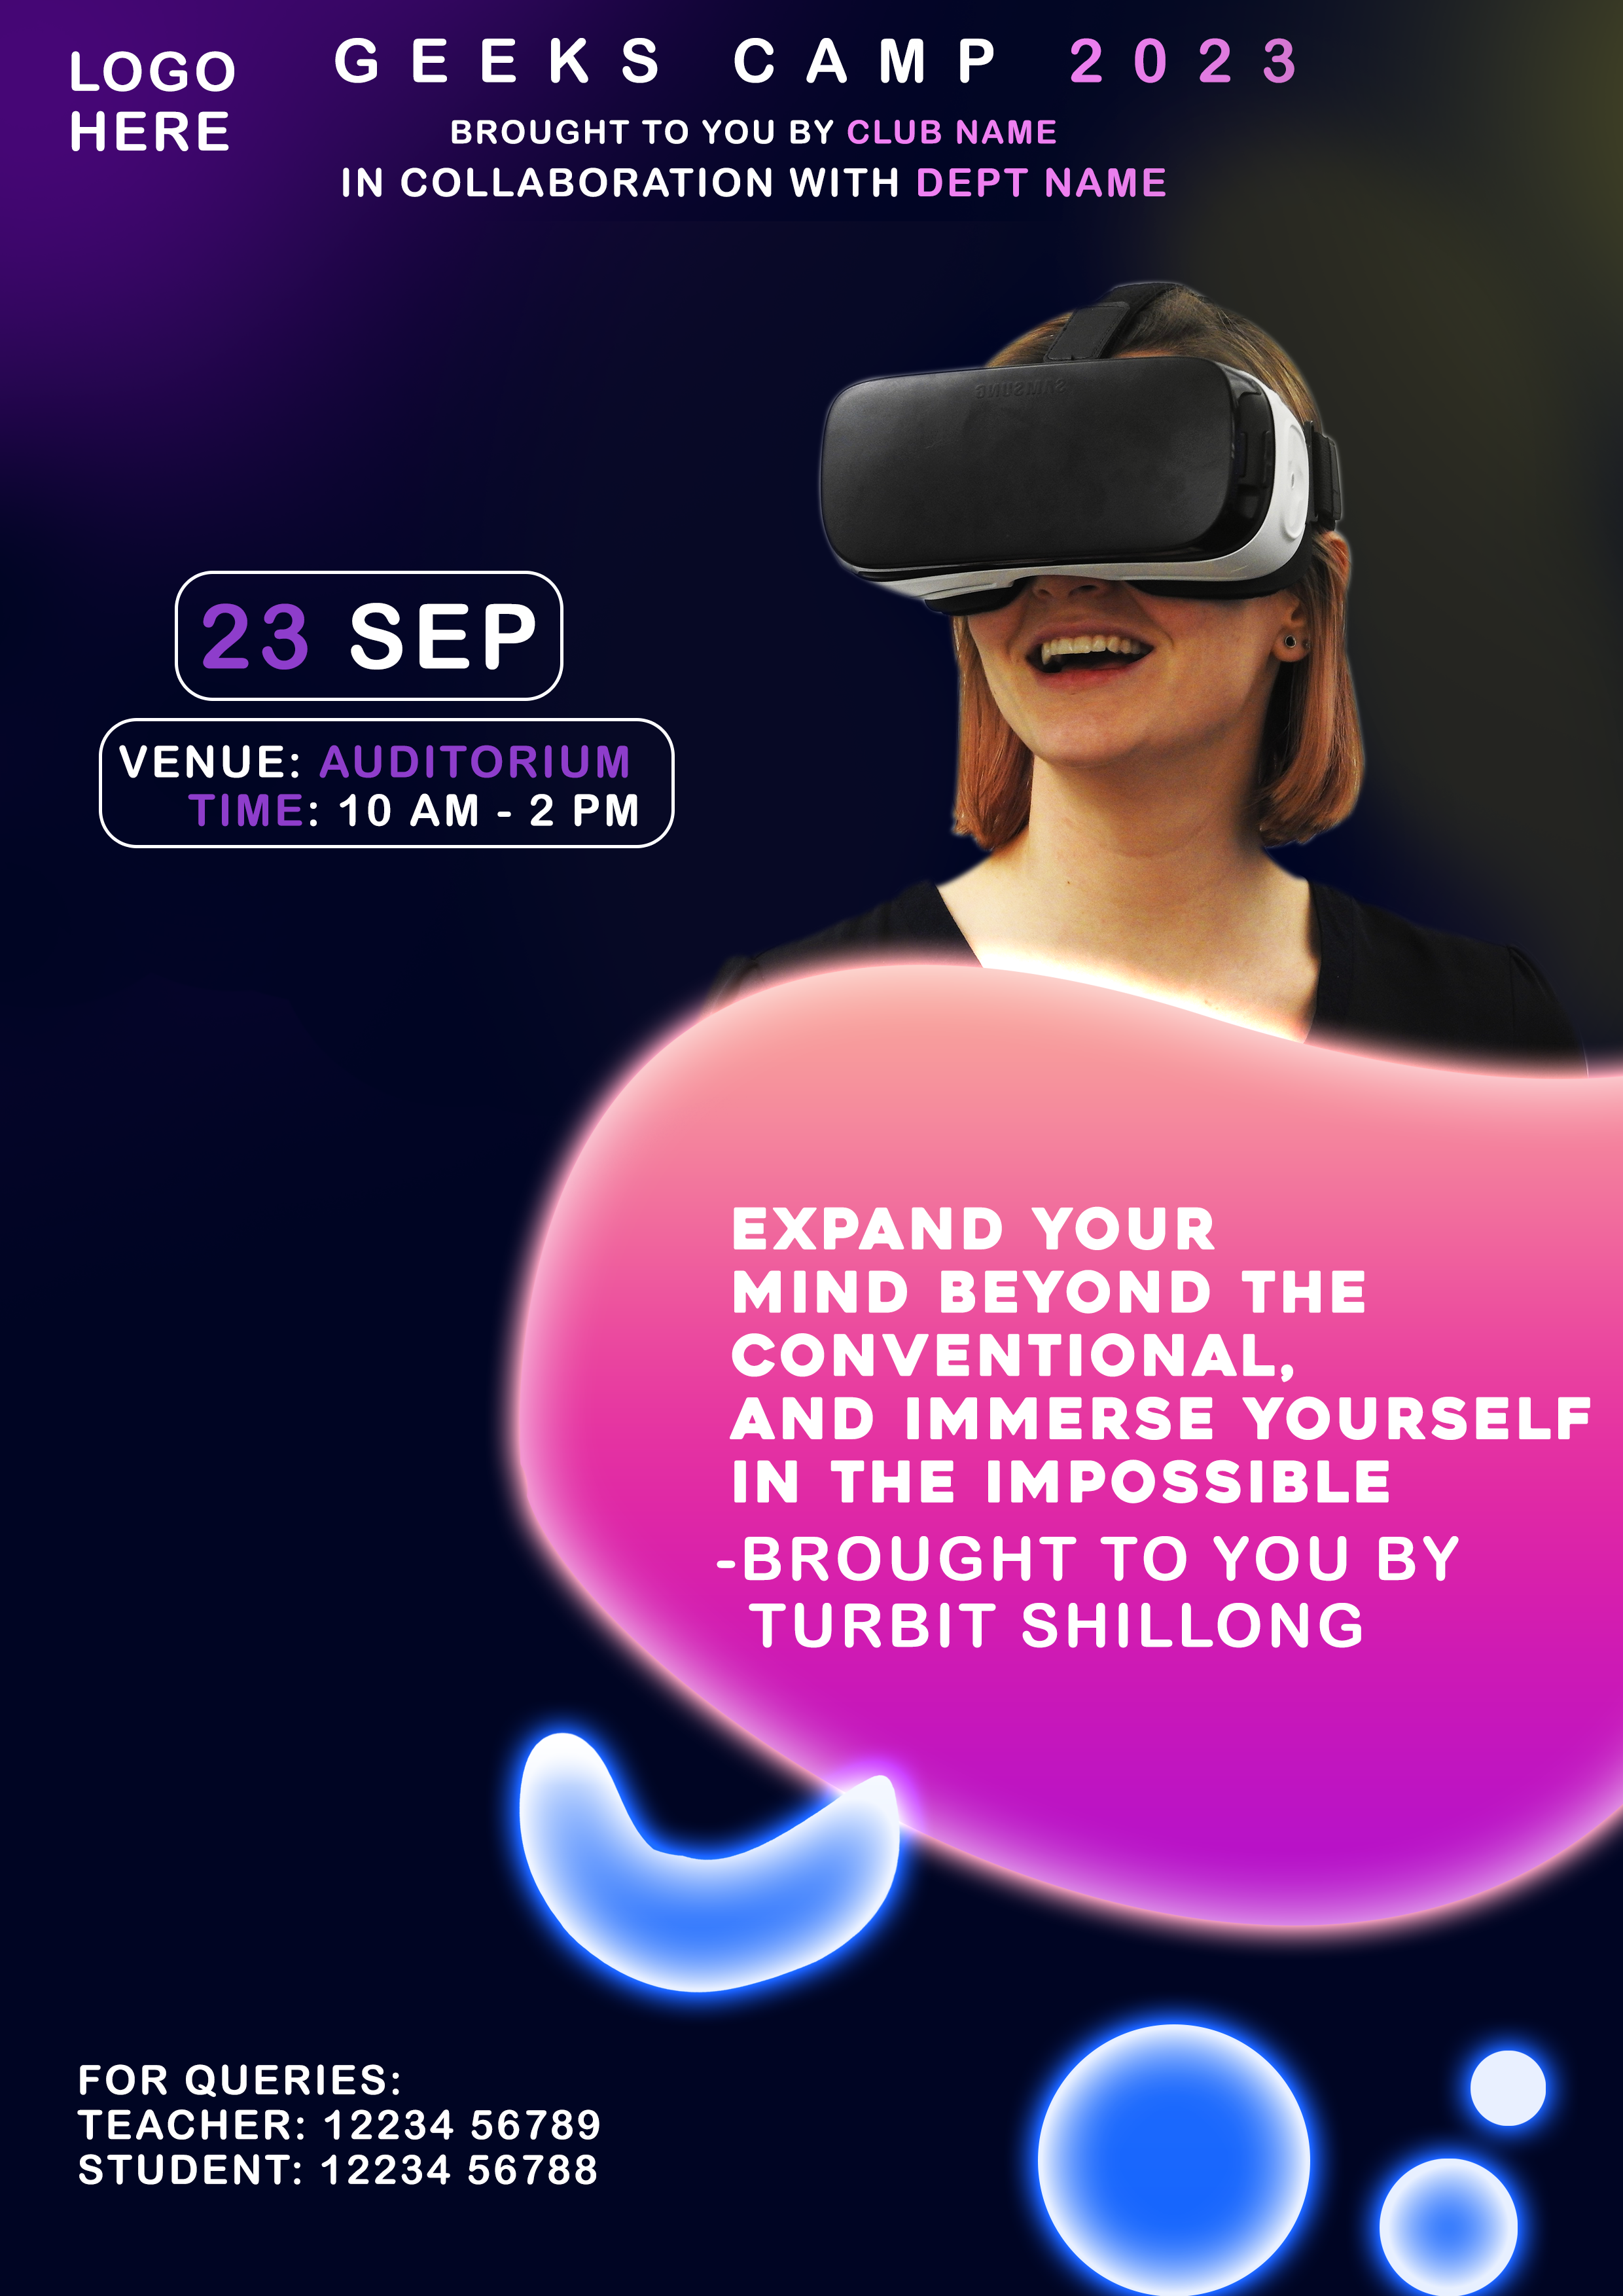 LOGO
HERE
GEEKS CAMP 2023
BROUGHT TO YOU BY CLUB NAME
IN COLLABORATION WITH DEPT NAME
SAMSUNG
23 SEP
VENUE: AUDITORIUM
TIME: 10 AM - 2 PM
EXPAND YOUR
MIND BEYOND THE
CONVENTIONAL,
AND IMMERSE YOURSELF
IN THE IMPOSSIBLE
-BROUGHT TO YOU BY
TURBIT SHILLONG
FOR QUERIES:
TEACHER: 12234 56789
STUDENT: 12234 56788